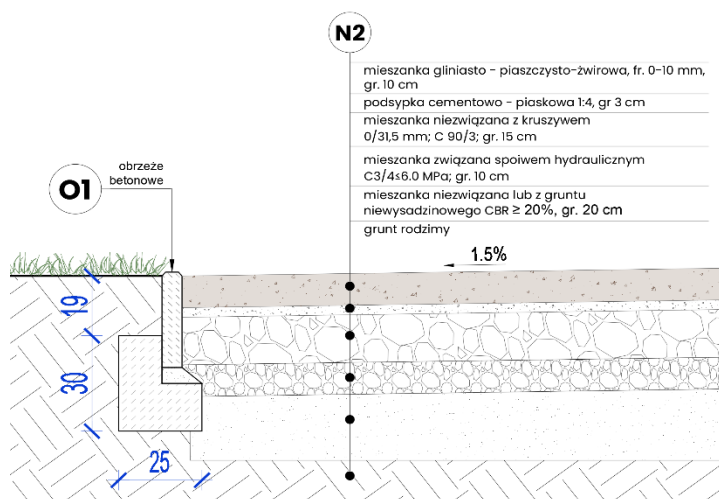 N2
mieszanka gliniasto - piaszczysto-żwirowa, fr. 0-10 mm,
gr. 10 cm
podsypka cementowo - piaskowa 1:4, gr 3 cm
mieszanka niezwiązana z kruszywem
0/31,5 mm; C 90/3; gr. 15 cm
mieszanka związana spoiwem hydraulicznym
C3/4≤6.0 MPa; gr. 10 cm
mieszanka niezwiązana lub z gruntu
niewysadzinowego CBR ≥ 20%, gr. 20 cm
grunt rodzimy
O1
obrzeże
betonowe
1.5%
19
30
25